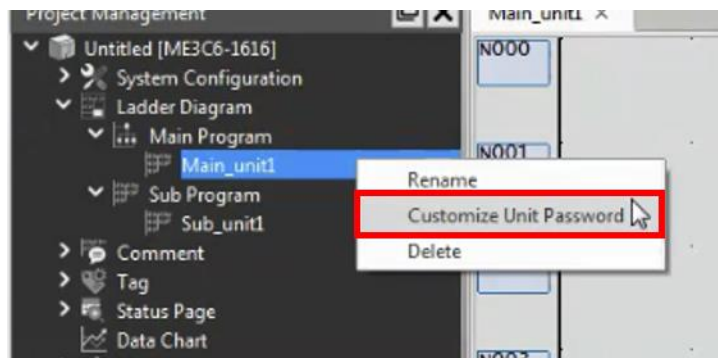 Project Management
Main_unit1 ×
Untitled [ME3C6-1616]
N000
System Configuration
Ladder Diagram
Main Program
N001
Main_unit1
Rename
Sub Program
Customize Unit Password
Sub_unit1
Delete
Comment
Tag
Status Page
Data Chart
N003